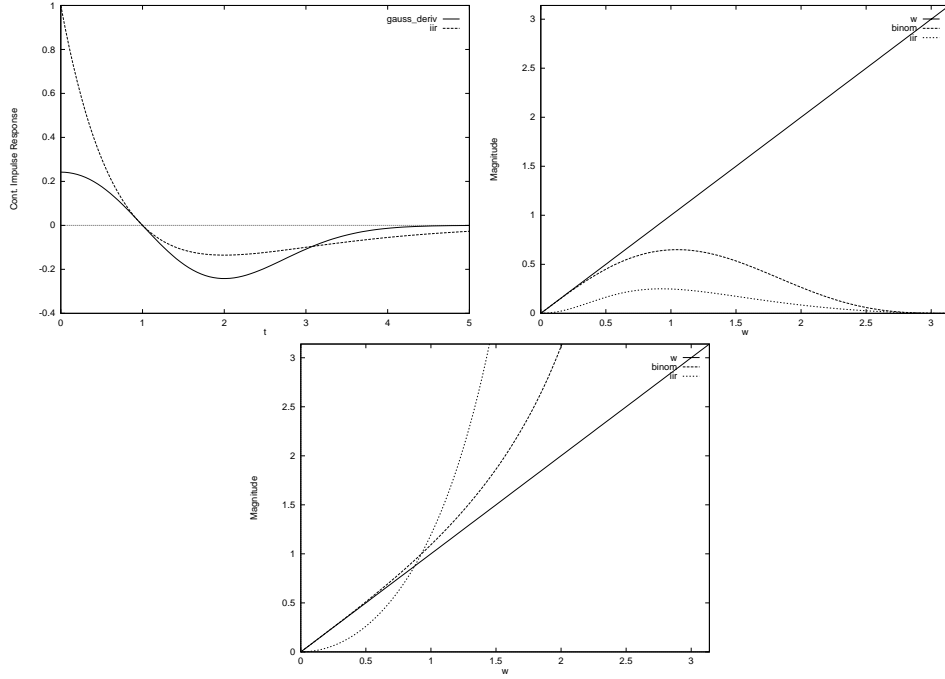 1
0.8
0.6
0.4
0.2
0
-0.2
-0.4
0 1 2 3 4 5
Cont. Impulse Response
t
gauss_deriv
iir
3
2.5
2
1.5
1
0.5
0
0 0.5 1 1.5 2 2.5 3
Magnitude
w
w
binom
iir
3
2.5
2
1.5
1
0.5
0
0 0.5 1 1.5 2 2.5 3
Magnitude
w
w
binom
iir